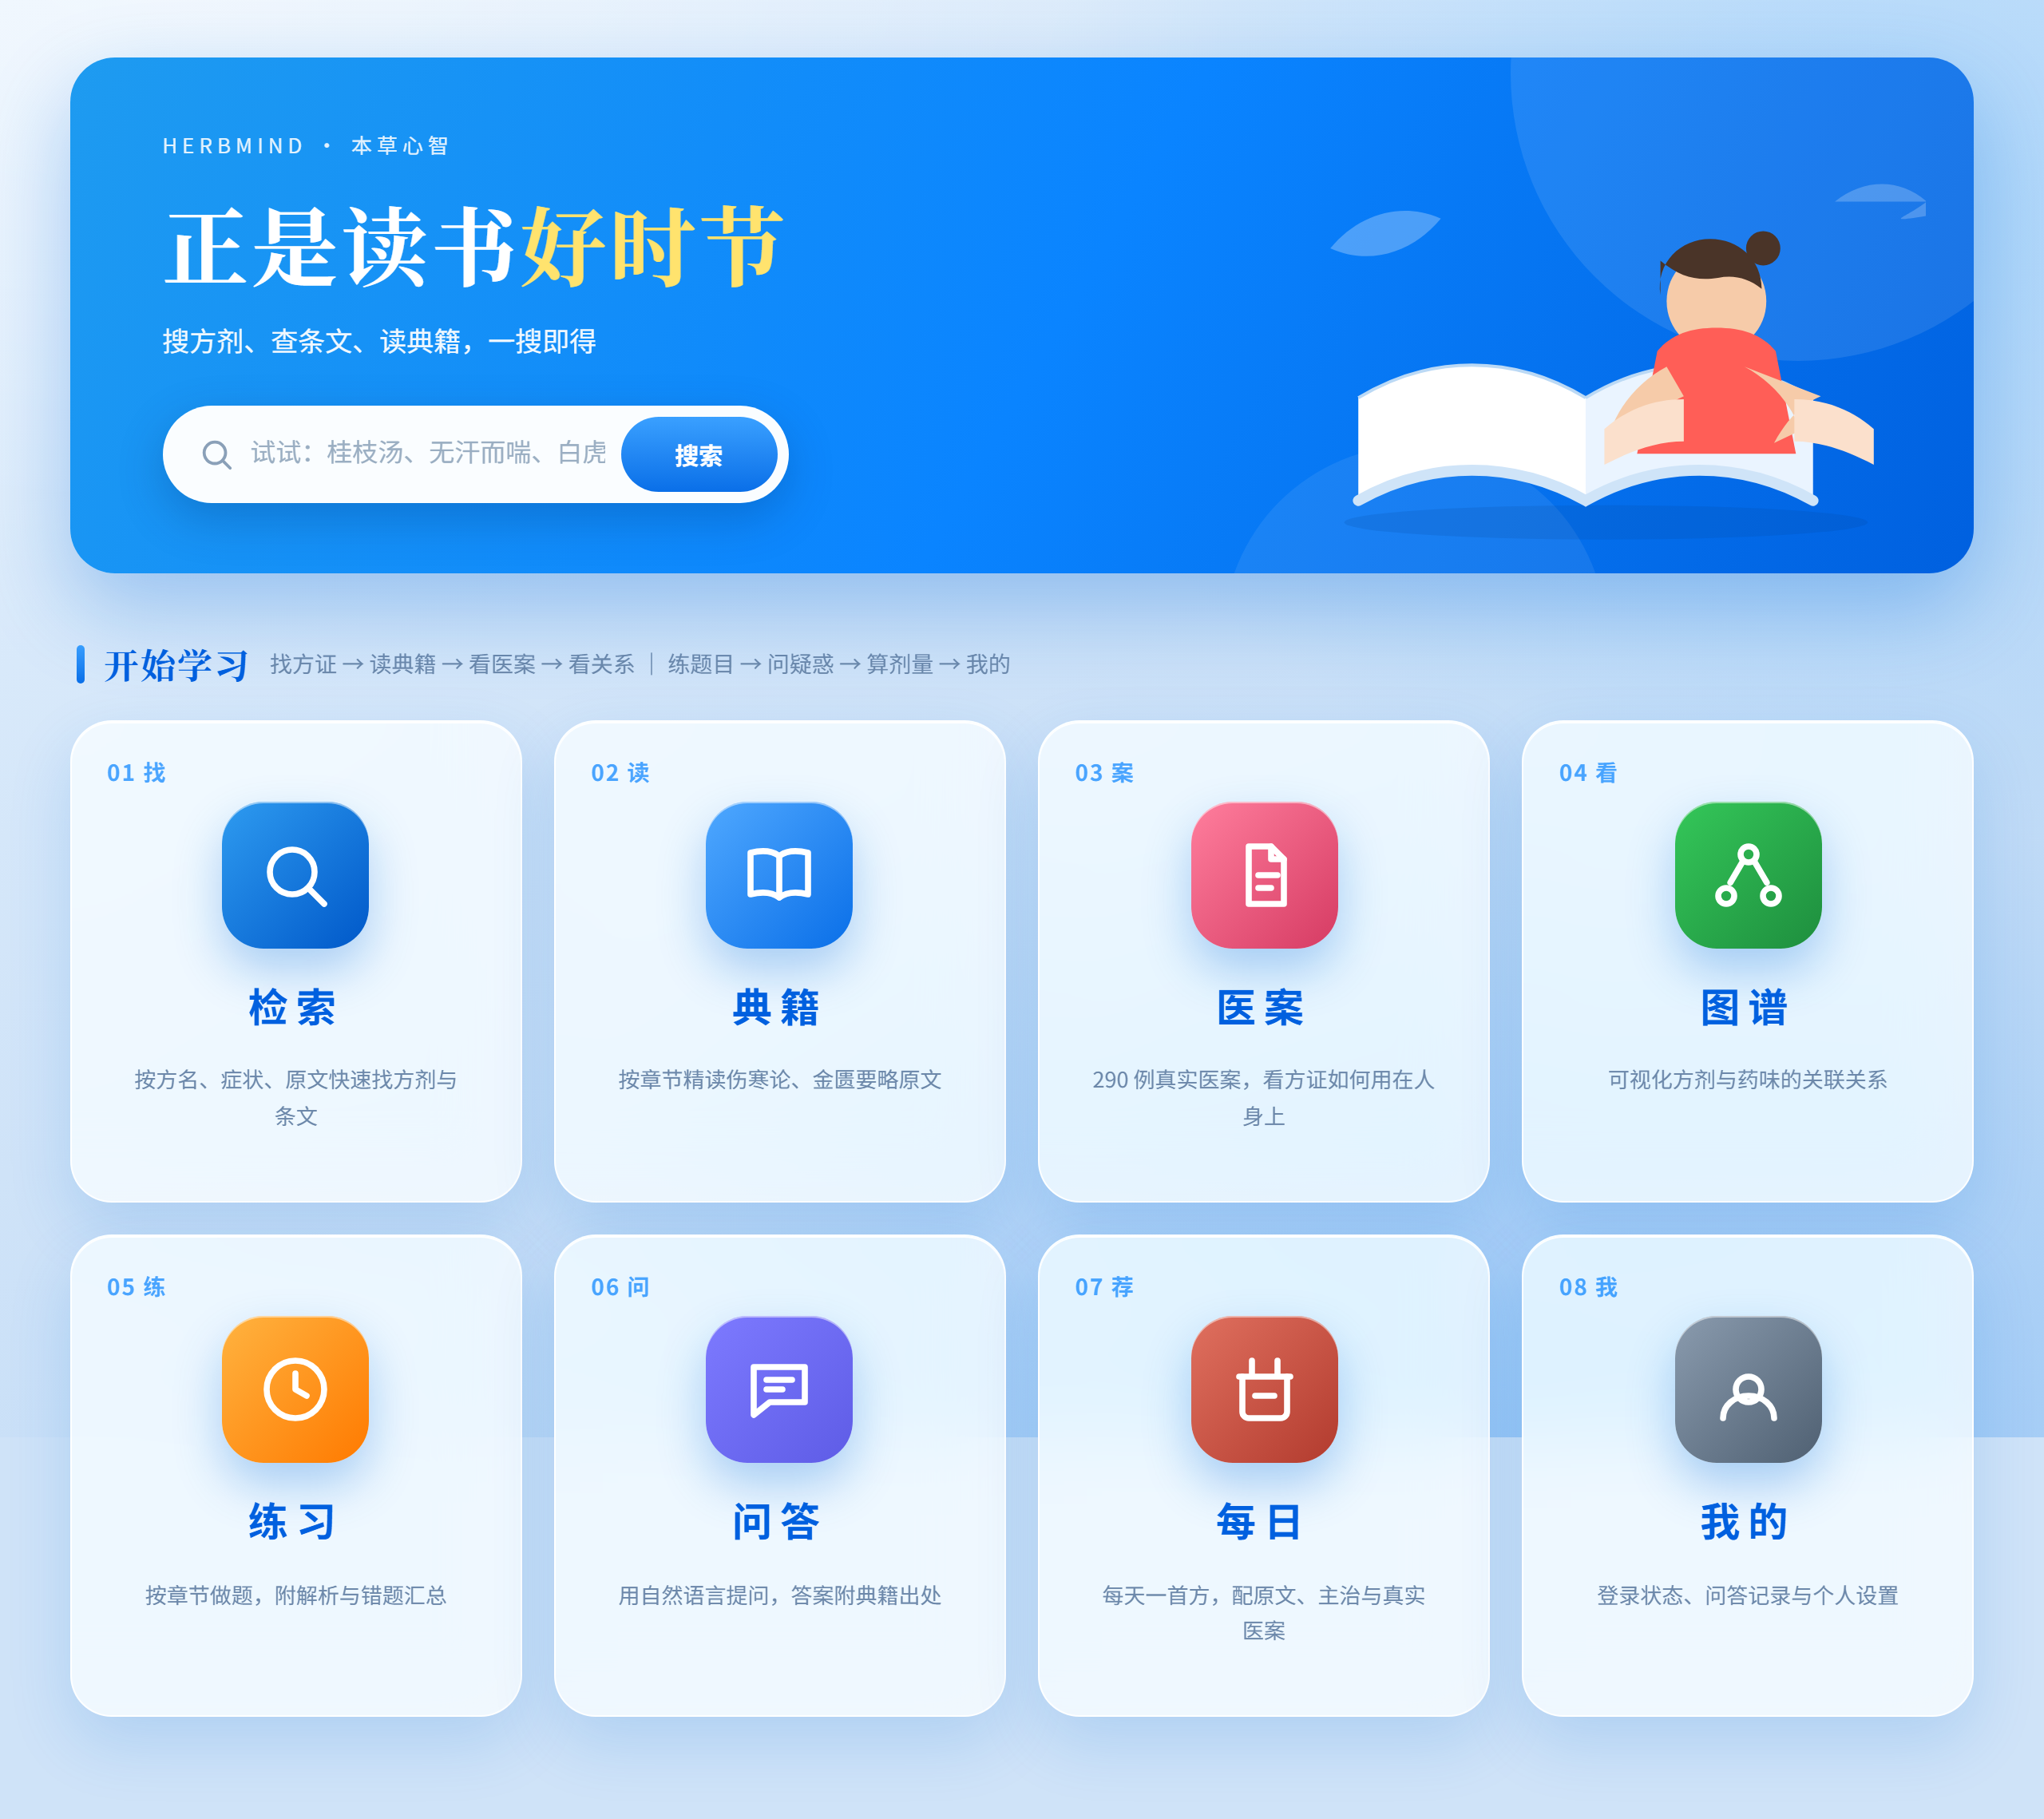 HERBMIND · 本草心智
正是读书好时节
搜方剂、查条文、读典籍，一搜即得
试试：桂枝汤、无汗而喘、白虎
搜索
开始学习
找方证→读典籍→看医案→看关系｜练题目→问疑惑→算剂量→我的
01 找
检索
按方名、症状、原文快速找方剂与
条文
02 读
典籍
按章节精读伤寒论、金匮要略原文
03 案
医案
290 例真实医案，看方证如何用在人
身上
04 看
图谱
可视化方剂与药味的关联关系
05 练
练习
按章节做题，附解析与错题汇总
06 问
问答
用自然语言提问，答案附典籍出处
07 荐
每日
每天一首方，配原文、主治与真实
医案
08 我
我的
登录状态、问答记录与个人设置